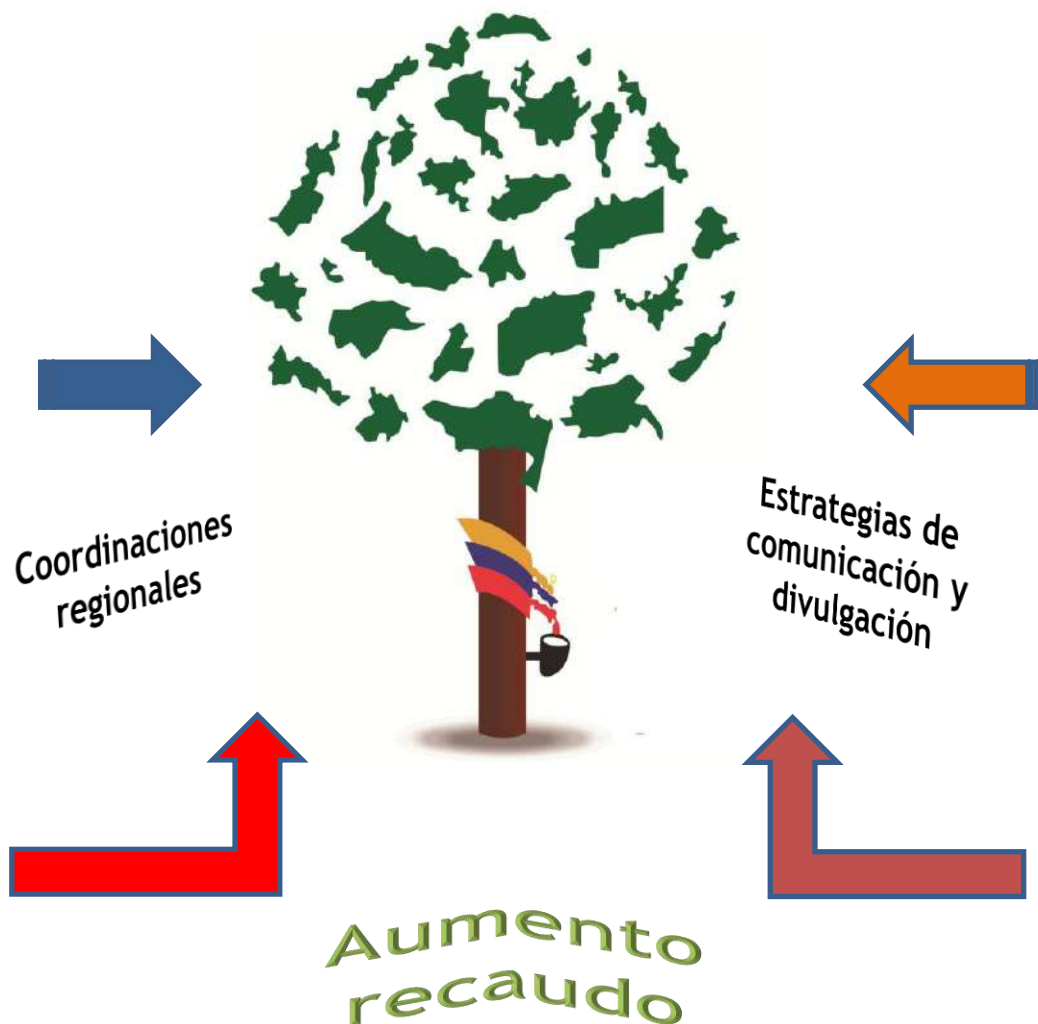 Coordinaciones
regionales
Estrategias de
comunicación y
divulgación
Aumento
recaudo